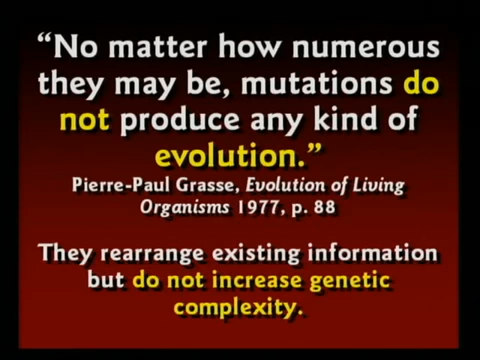 “No matter how numerous
they may be, mutations do
not produce any kind of
evolution.”
Pierre-Paul Grasse, Evolution of Living
Organisms 1977, p. 88
They rearrange existing information
but do not increase genetic
complexity.